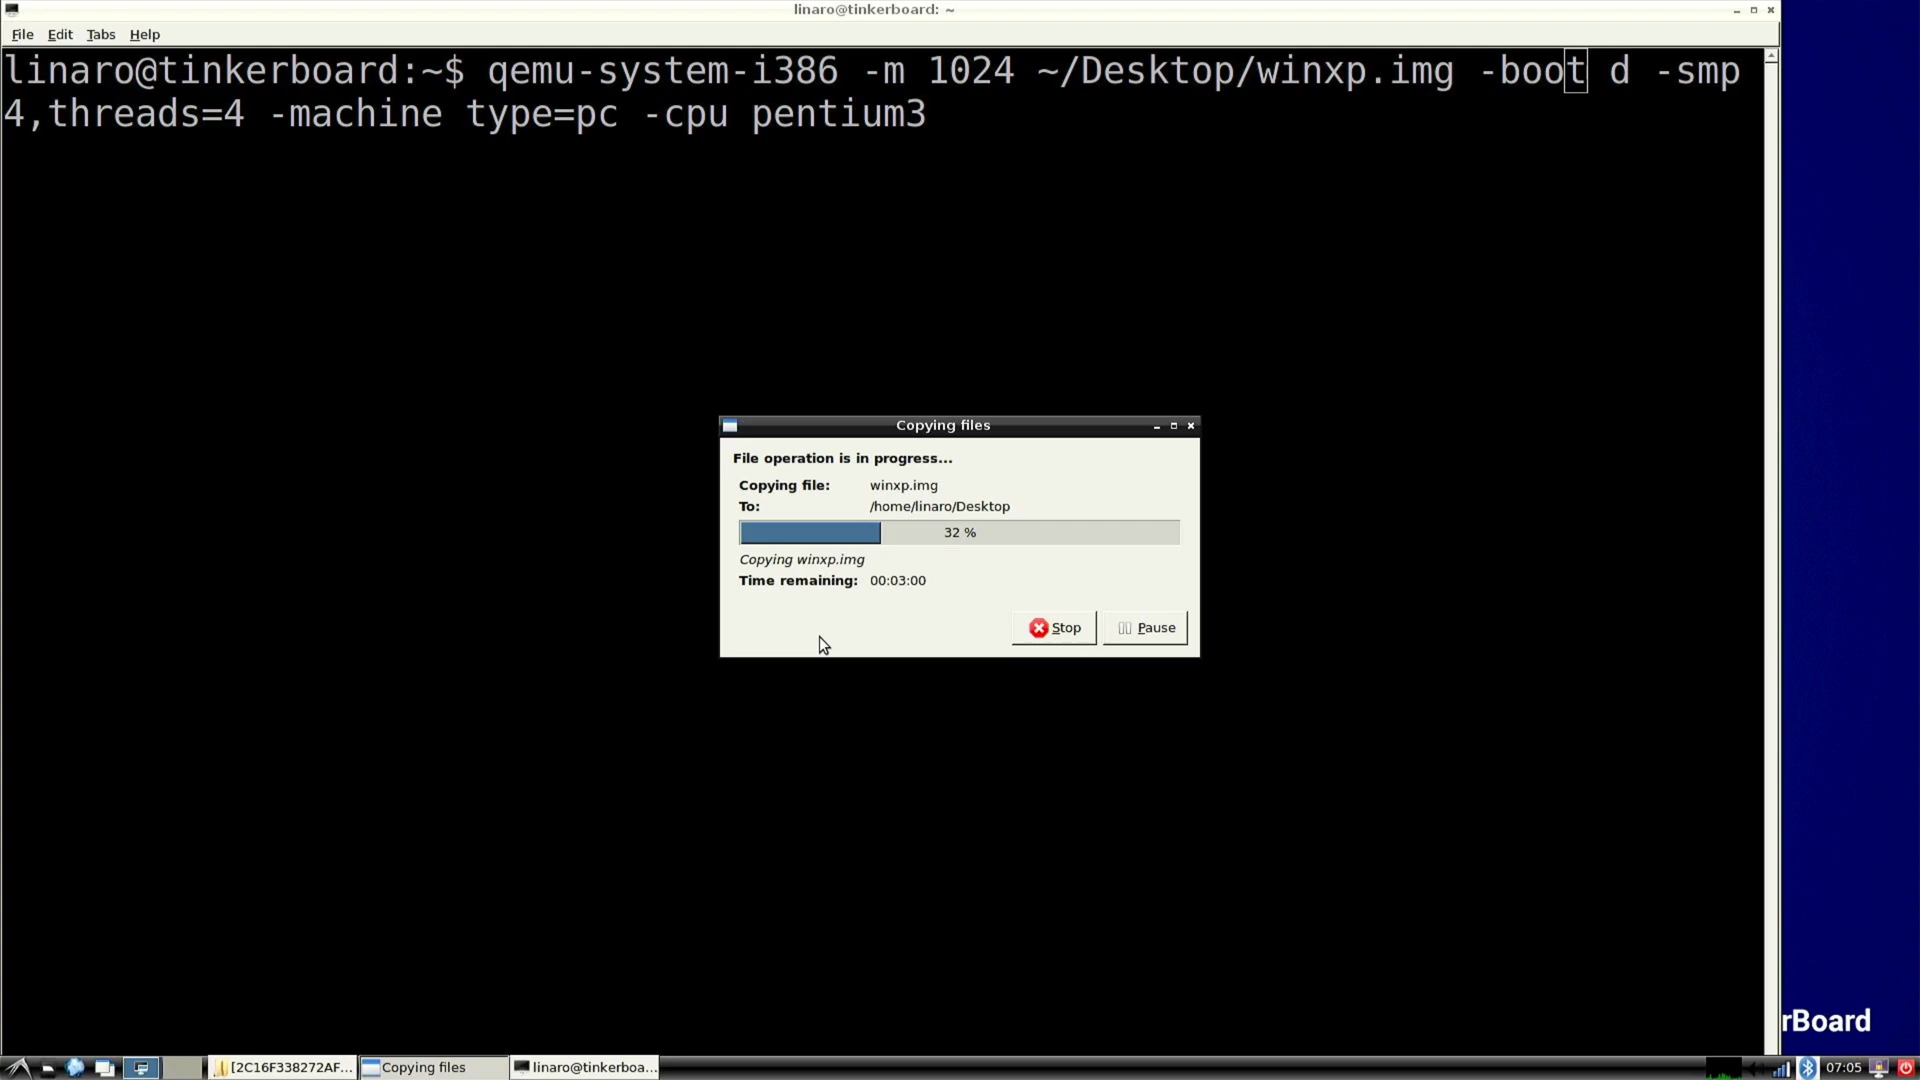 linaro@tinkerboard: ~
File Edit Tabs Help
linaro@tinkerboard:~$ qemu-system-i386 -m 1024 ~/Desktop/winxp.img -boot d -smp
4,threads=4 -machine type=pc -cpu pentium3
Copying files
File operation is in progress...
Copying file: winxp.img
To: /home/linaro/Desktop
32 %
Copying winxp.img
Time remaining: 00:03:00
Stop Pause
rBoard
[2C16F338272AF... Copying files linaro@tinkerboa... 07:05